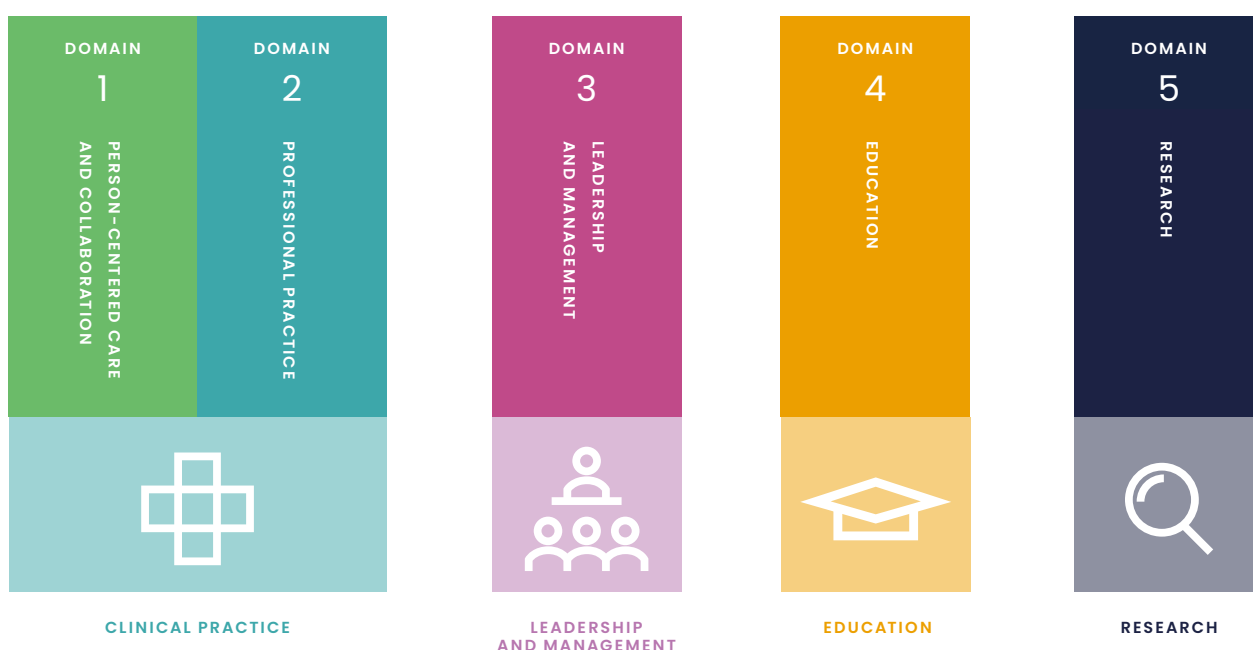 DOMAIN
1
PERSON-CENTERED CARE
AND COLLABORATION
DOMAIN
2
PROFESSIONAL PRACTICE
CLINICAL PRACTICE
DOMAIN
3
LEADERSHIP
AND MANAGEMENT
LEADERSHIP
AND MANAGEMENT
DOMAIN
4
EDUCATION
EDUCATION
DOMAIN
5
RESEARCH
RESEARCH